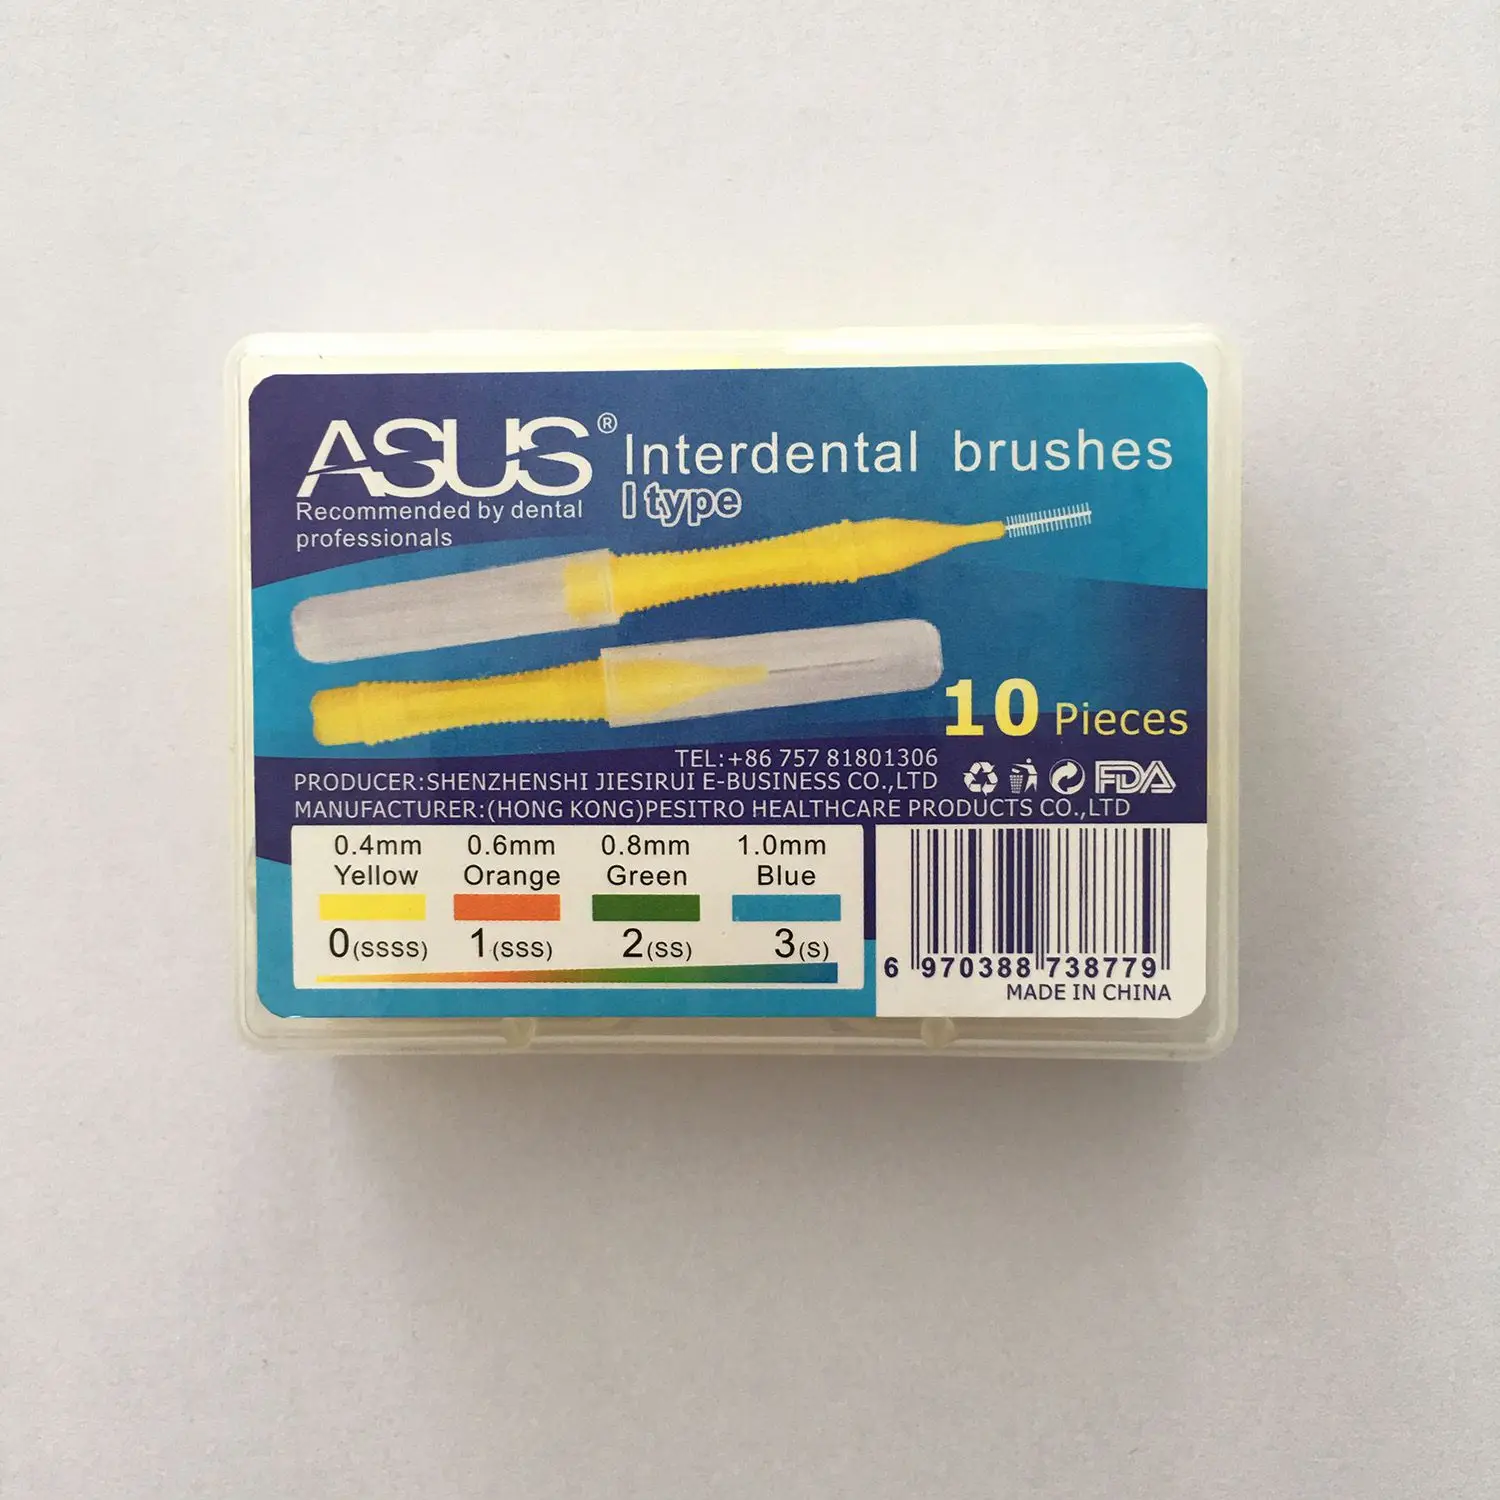 ASUS®
Recommended by dental
professionals
Interdental brushes
I type
10 Pieces
TEL:+86 757 81801306
PRODUCER:SHENZHENSHI JIESIRUI E-BUSINESS CO.,LTD
FDA
MANUFACTURER:(HONG KONG)PESITRO HEALTHCARE PRODUCTS CO.,LTD
0.4mm 0.6mm 0.8mm 1.0mm
Yellow Orange Green Blue
0(SSSS) 1(SSS) 2(SS) 3(S)
6 970388 738779
MADE IN CHINA